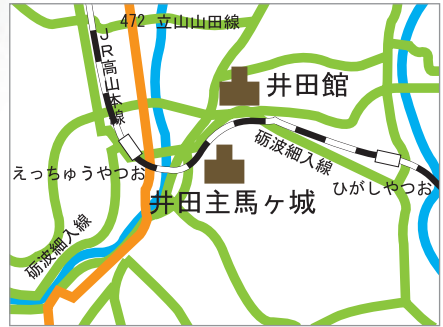 472 立山山田線
JR高山本線
井田館
砺波細入線
えっちゅうやつお
ひがしやつお
井田主馬ヶ城
砺波細入線